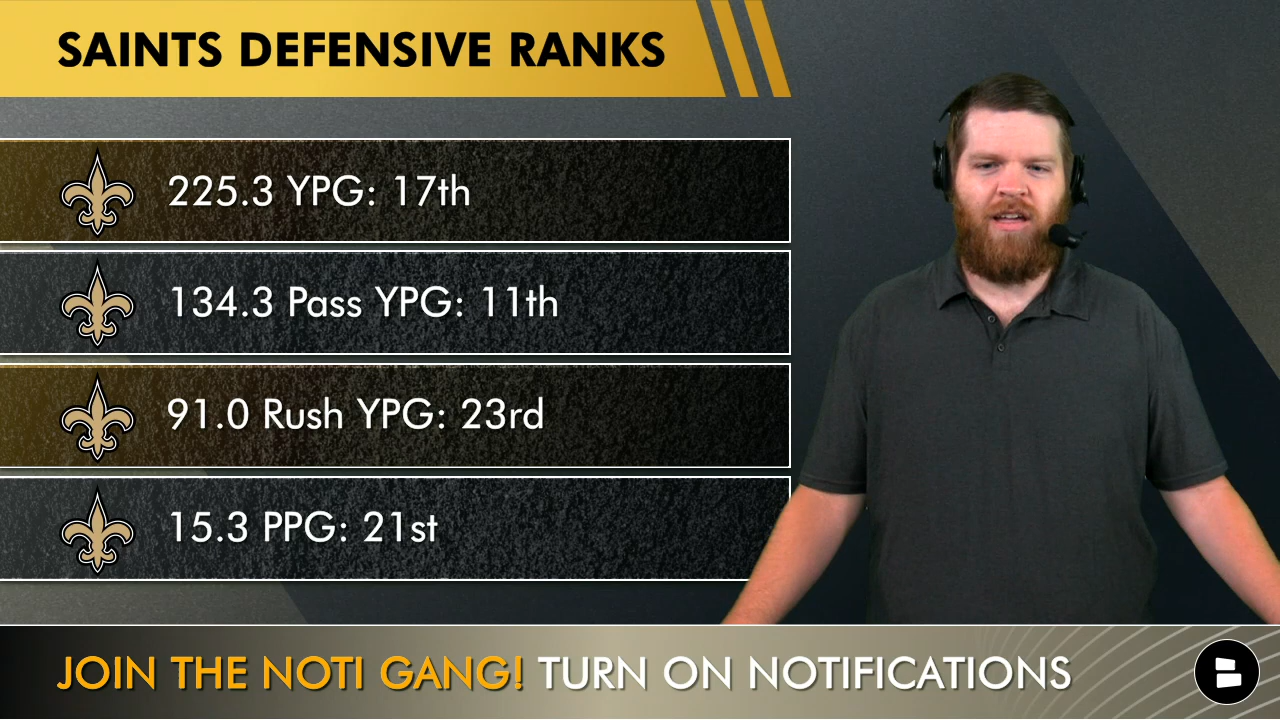 SAINTS DEFENSIVE RANKS
225.3 YPG: 17th
134.3 Pass YPG: 11th
91.0 Rush YPG: 23rd
15.3 PPG: 21st
JOIN THE NOTI GANG! TURN ON NOTIFICATIONS